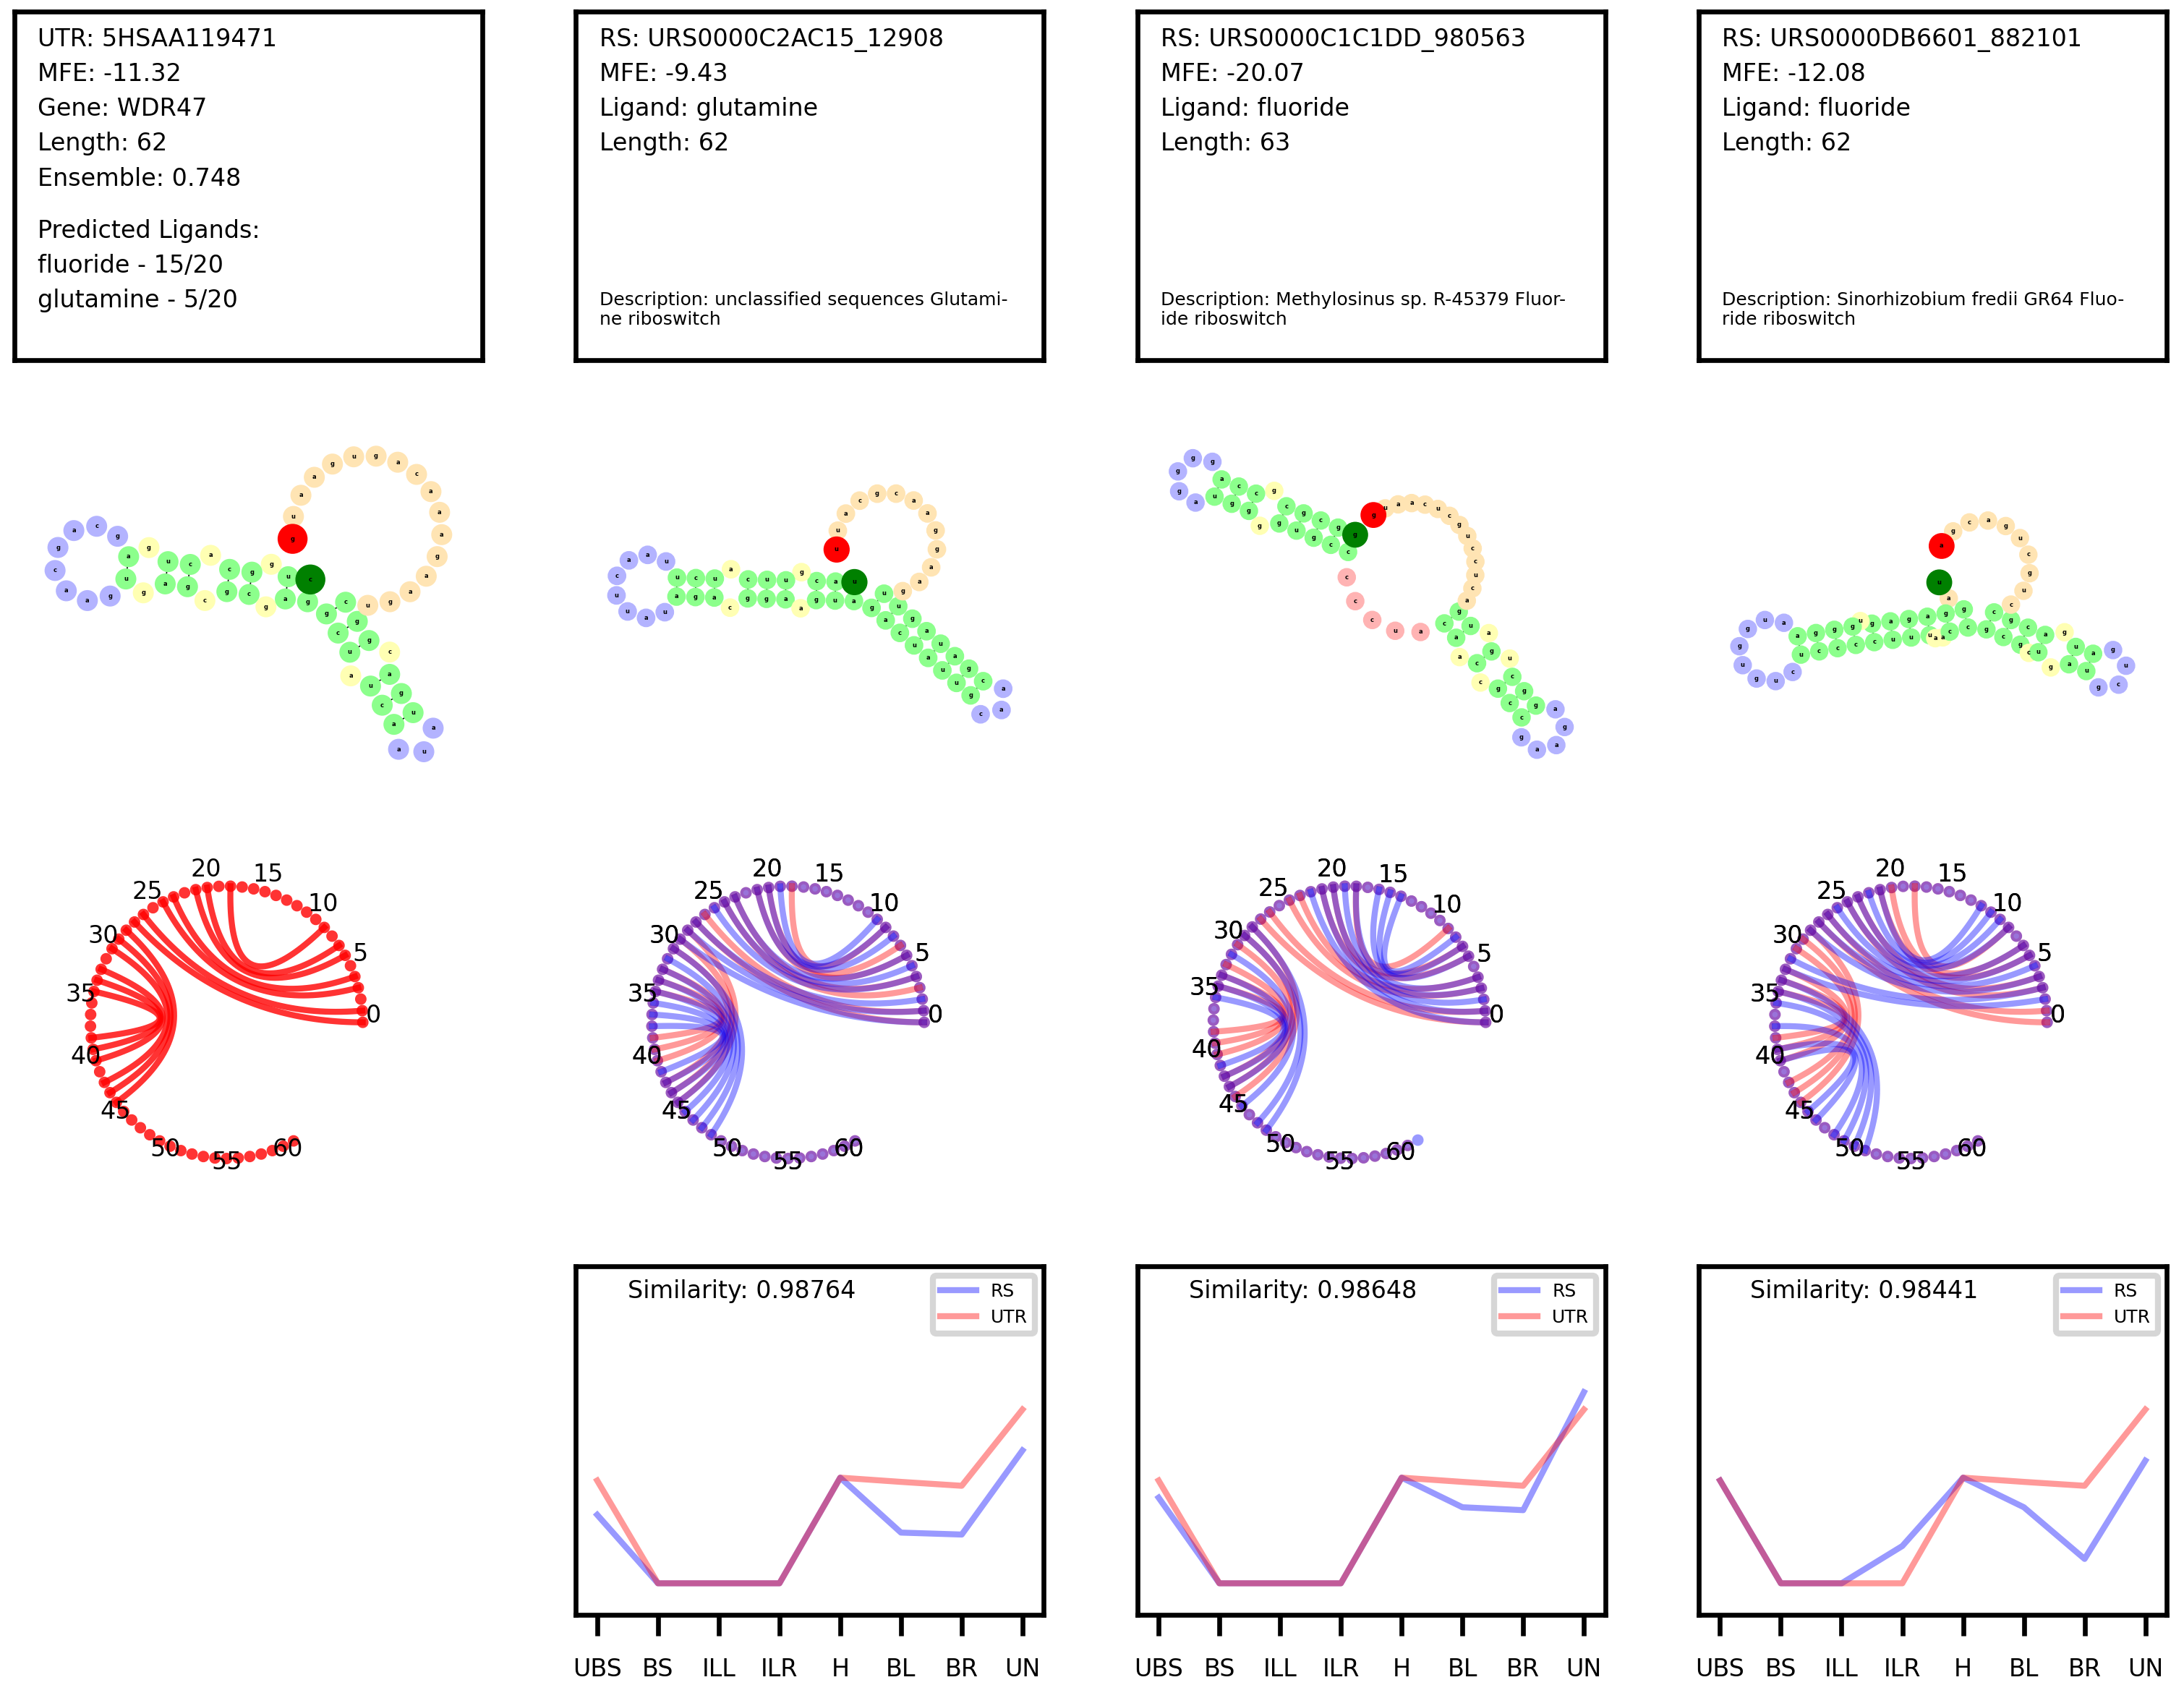 UTR: 5HSAA119471
MFE: -11.32
Gene: WDR47
Length: 62
Ensemble: 0.748
Predicted Ligands:
fluoride - 15/20
glutamine - 5/20
RS: URS0000C2AC15_12908
MFE: -9.43
Ligand: glutamine
Length: 62
Description: unclassified sequences Glutami-
ne riboswitch
RS: URS0000C1C1DD_980563
MFE: -20.07
Ligand: fluoride
Length: 63
Description: Methylosinus sp. R-45379 Fluor-
ide riboswitch
RS: URS0000DB6601_882101
MFE: -12.08
Ligand: fluoride
Length: 62
Description: Sinorhizobium fredii GR64 Fluo-
ride riboswitch
0
5
10
15
20
25
30
35
40
45
50
55
60
0
5
10
15
20
25
30
35
40
45
50
55
60
0
5
10
15
20
25
30
35
40
45
50
55
60
0
5
10
15
20
25
30
35
40
45
50
55
60
Similarity: 0.98764
RS
UTR
UBS BS ILL ILR H BL BR UN
Similarity: 0.98648
RS
UTR
UBS BS ILL ILR H BL BR UN
Similarity: 0.98441
RS
UTR
UBS BS ILL ILR H BL BR UN